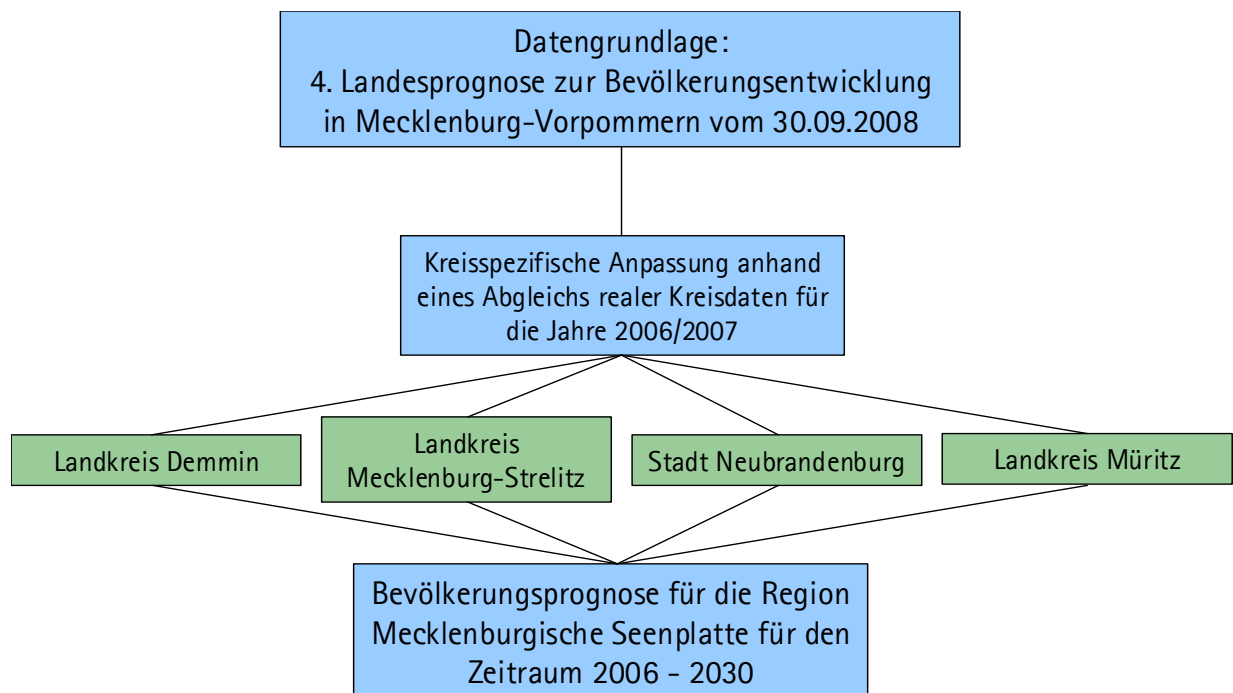 Datengrundlage:
4. Landesprognose zur Bevölkerungsentwicklung
in Mecklenburg-Vorpommern vom 30.09.2008
Kreisspezifische Anpassung anhand
eines Abgleichs realer Kreisdaten für
die Jahre 2006/2007
Landkreis Demmin
Landkreis
Mecklenburg-Strelitz
Stadt Neubrandenburg
Landkreis Müritz
Bevölkerungsprognose für die Region
Mecklenburgische Seenplatte für den
Zeitraum 2006 - 2030